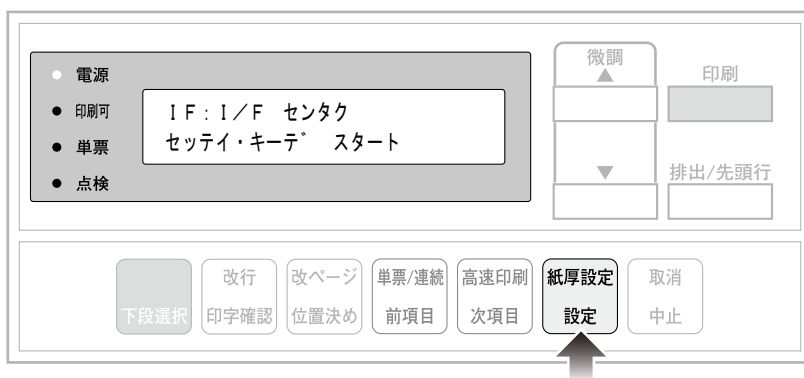 電源
印刷可
単票
点検
IF:I/F センタク
セッテイ・キーデ゛ スタート
微調
▲
▼
印刷
排出/先頭行
下段選択
改行
印字確認
改ページ
位置決め
単票/連続
前項目
高速印刷
次項目
紙厚設定
設定
取消
中止